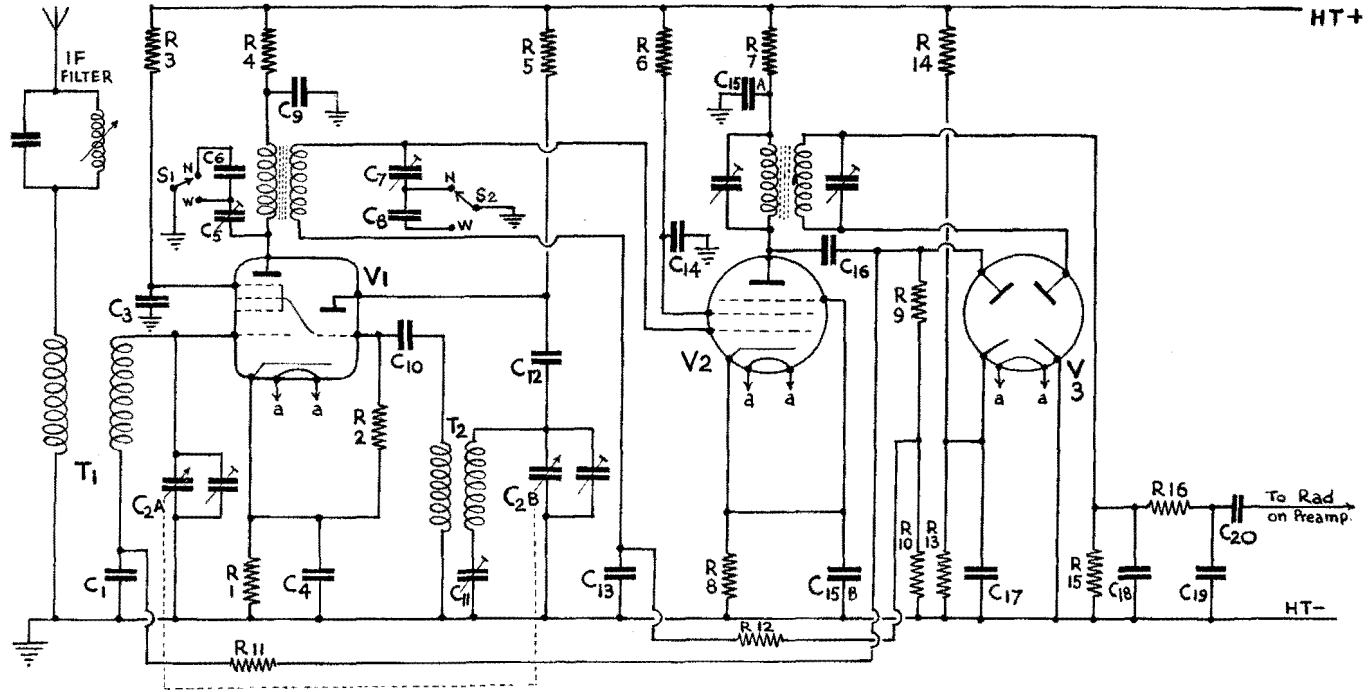 HT+
IF
FILTER
R
3
R
4
R
5
R
6
R
7
R
14
C9
C15 A
C6
S1
N
W
C5
C7
C8
N
S2
W
C14
C16
C3
V1
C10
C12
R
9
V2
V
3
a a
a a
a a
R
2
T1
T2
C2A
C2B
R16
To Rad
on Preamp.
C20
C1
R
1
C4
C11
C13
R
8
C15 B
R
10
R
13
C17
R
15
C18
C19
HT-
R12
R11